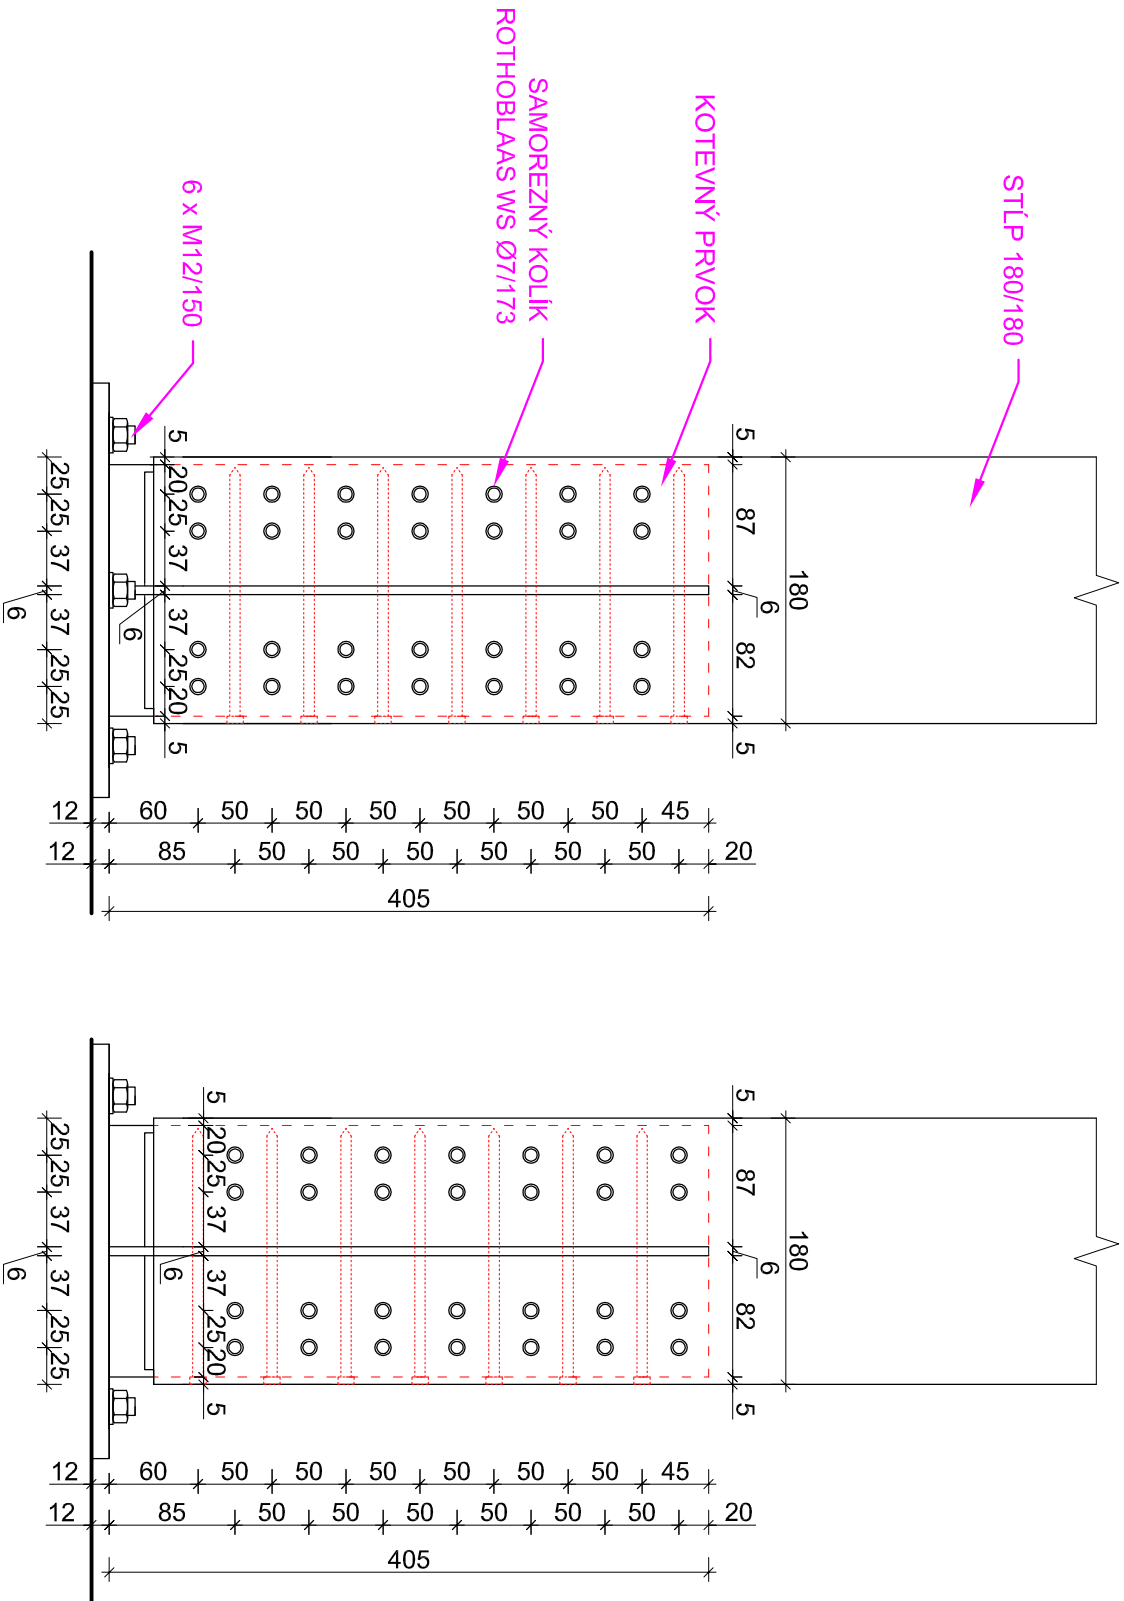 STĹP 180/180
KOTEVNÝ PRVOK
SAMOREZNÝ KOLÍK
ROTHOBLAAS WS Ø7/173
6 x M12/150
180
5 87 6 82 5
5 20 25 37 6 37 25 20 5
25 25 37 6 37 25 25
12 60 50 50 50 50 50 50 45
12 85 50 50 50 50 50 50 20
405
180
5 87 6 82 5
5 20 25 37 6 37 25 20 5
25 25 37 6 37 25 25
12 60 50 50 50 50 50 50 45
12 85 50 50 50 50 50 50 20
405